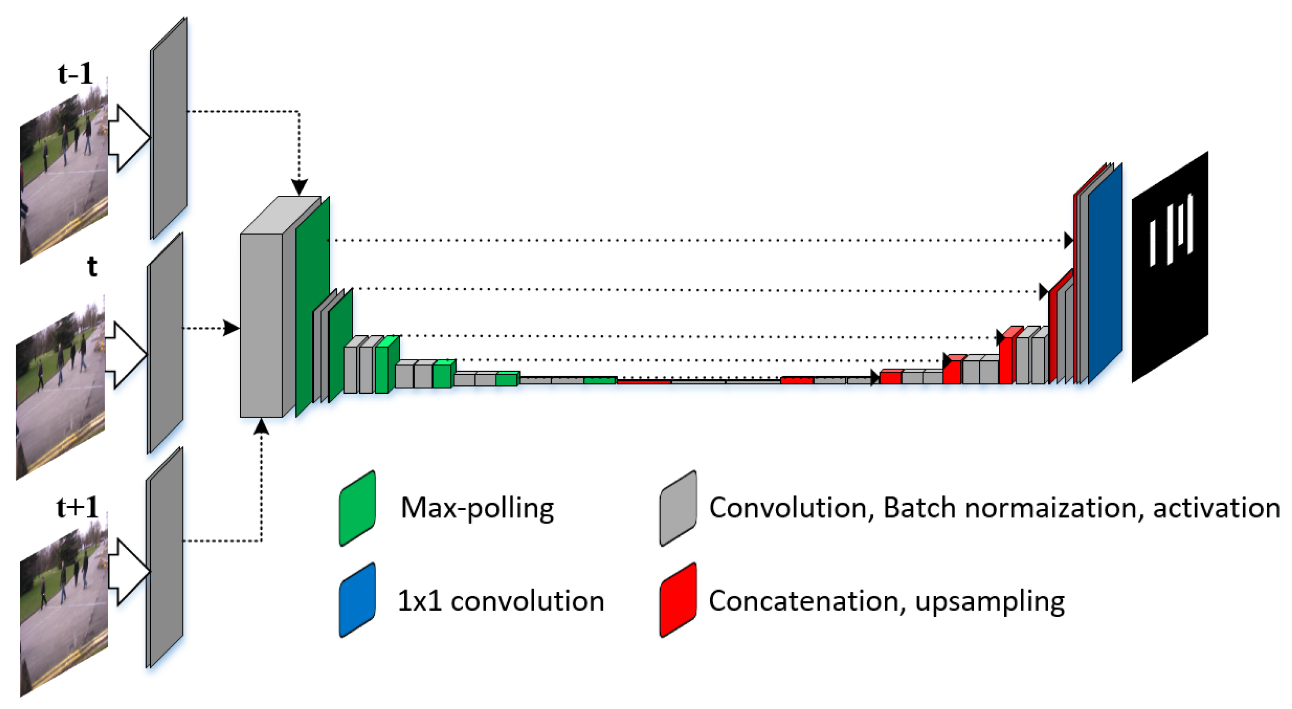 t-1
t
t+1
Max-polling
Convolution, Batch normaization, activation
1x1 convolution
Concatenation, upsampling